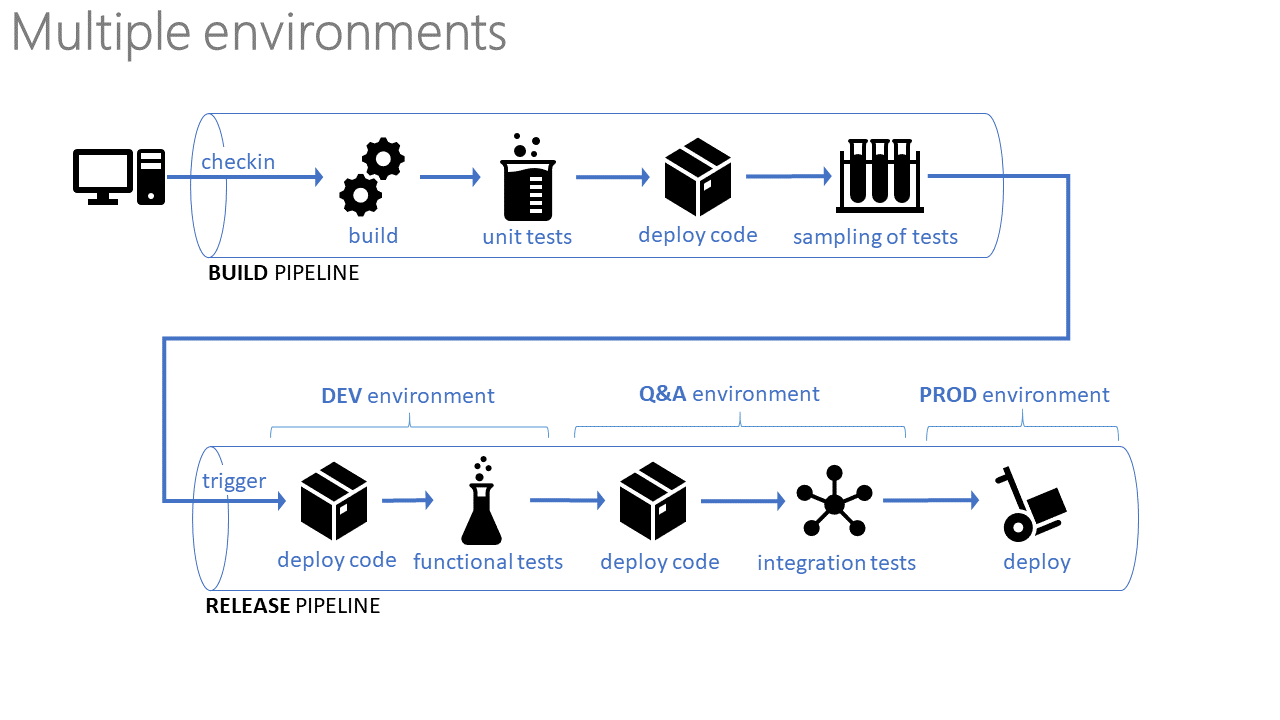 Multiple environments
checkin
build
unit tests
deploy code
sampling of tests
BUILD PIPELINE
DEV environment
Q&A environment
PROD environment
trigger
deploy code
functional tests
deploy code
integration tests
deploy
RELEASE PIPELINE